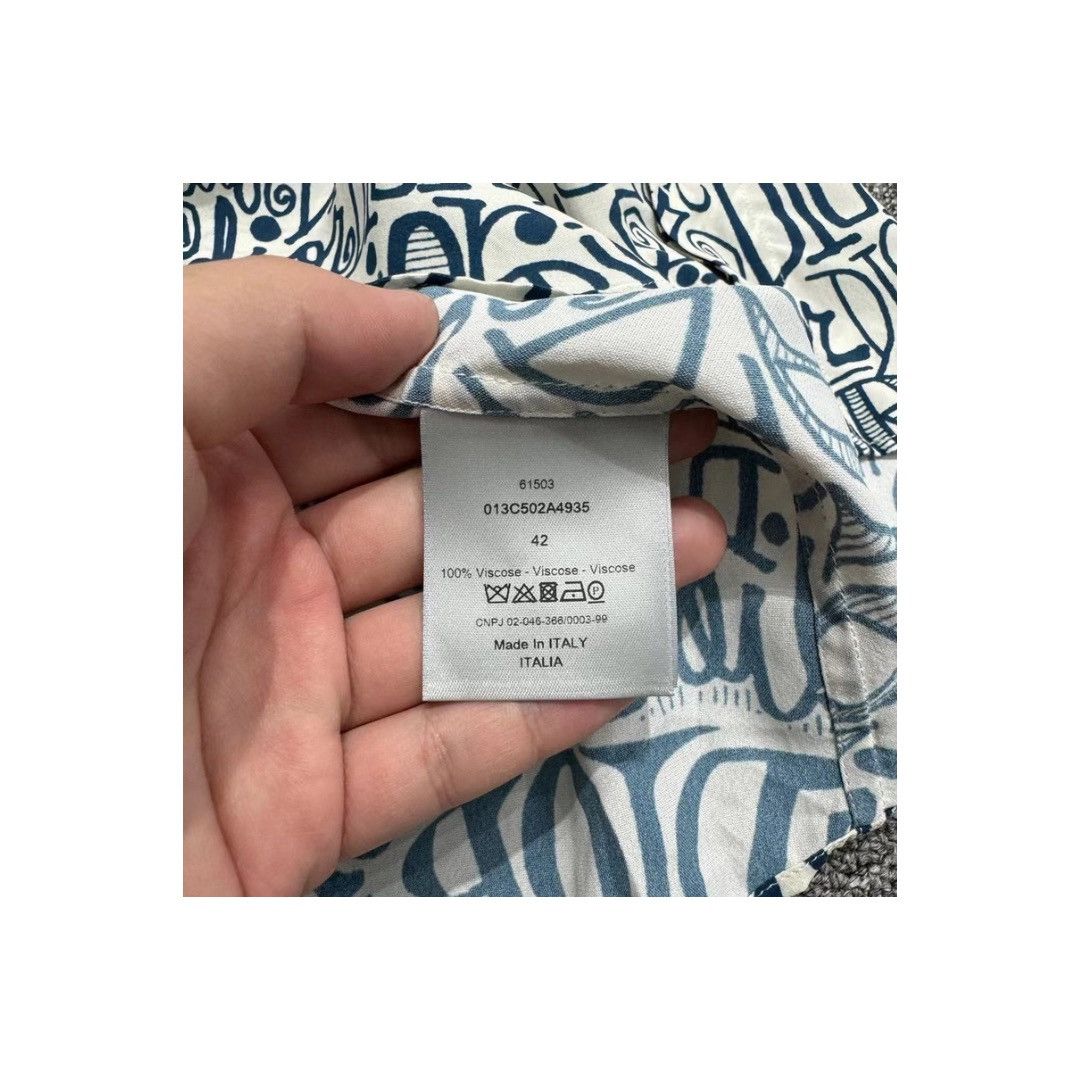 61503
013C502A4935
42
100% Viscose - Viscose - Viscose
P
CNPJ 02-046-366/0003-99
Made In ITALY
ITALIA